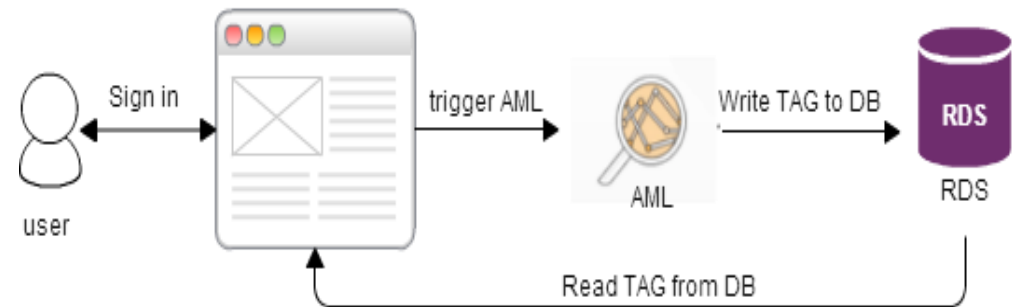 Sign in
trigger AML
Write TAG to DB
RDS
user
AML
RDS
Read TAG from DB